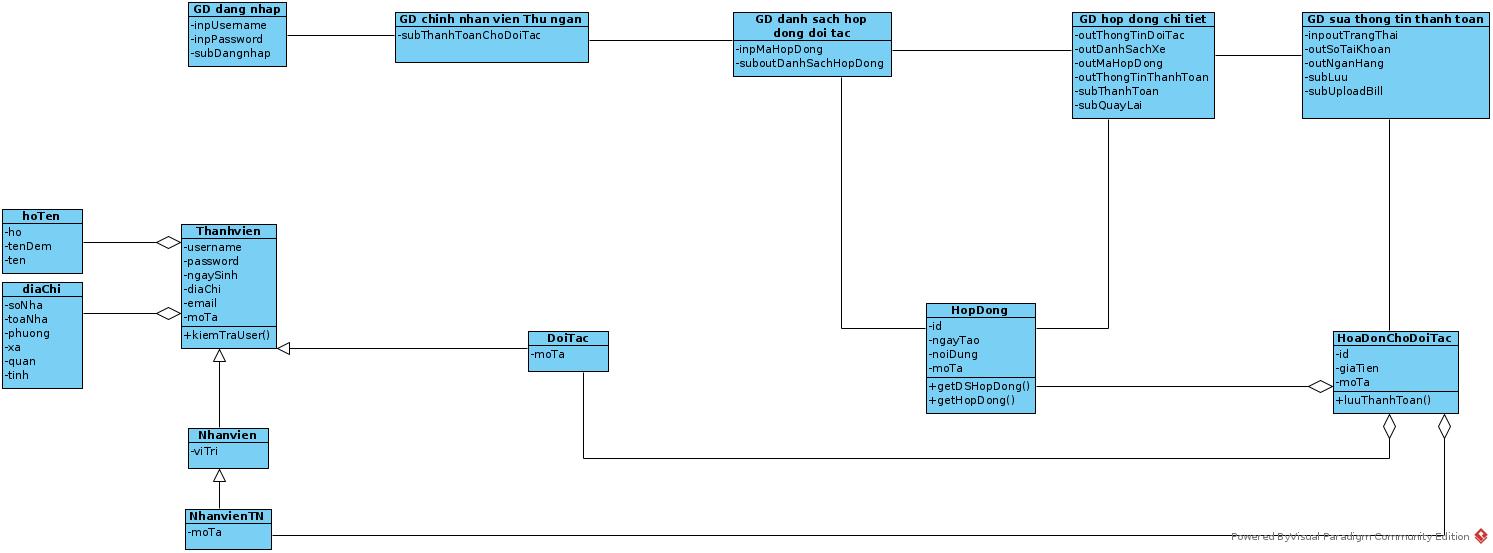 GD dang nhap
-inpUsername
-inpPassword
-subDangnhap
GD chinh nhan vien Thu ngan
-subThanhToanChoDoiTac
GD danh sach hop
dong doi tac
-inpMaHopDong
-suboutDanhSachHopDong
GD hop dong chi tiet
-outThongTinDoiTac
-outDanhSachXe
-outMaHopDong
-outThongTinThanhToan
-subThanhToan
-subQuayLai
GD sua thong tin thanh toan
-inpoutTrangThai
-outSoTaiKhoan
-outNganHang
-subLuu
-subUploadBill
hoTen
-ho
-tenDem
-ten
diaChi
-soNha
-toaNha
-phuong
-xa
-quan
-tinh
Thanhvien
-username
-password
-ngaySinh
-diaChi
-email
-moTa
+kiemTraUser()
DoiTac
-moTa
HopDong
-id
-ngayTao
-noiDung
-moTa
+getDSHopDong()
+getHopDong()
HoaDonChoDoiTac
-id
-giaTien
-moTa
+luuThanhToan()
Nhanvien
-viTri
NhanvienTN
-moTa
Powered ByVisual Paradigm Community Edition